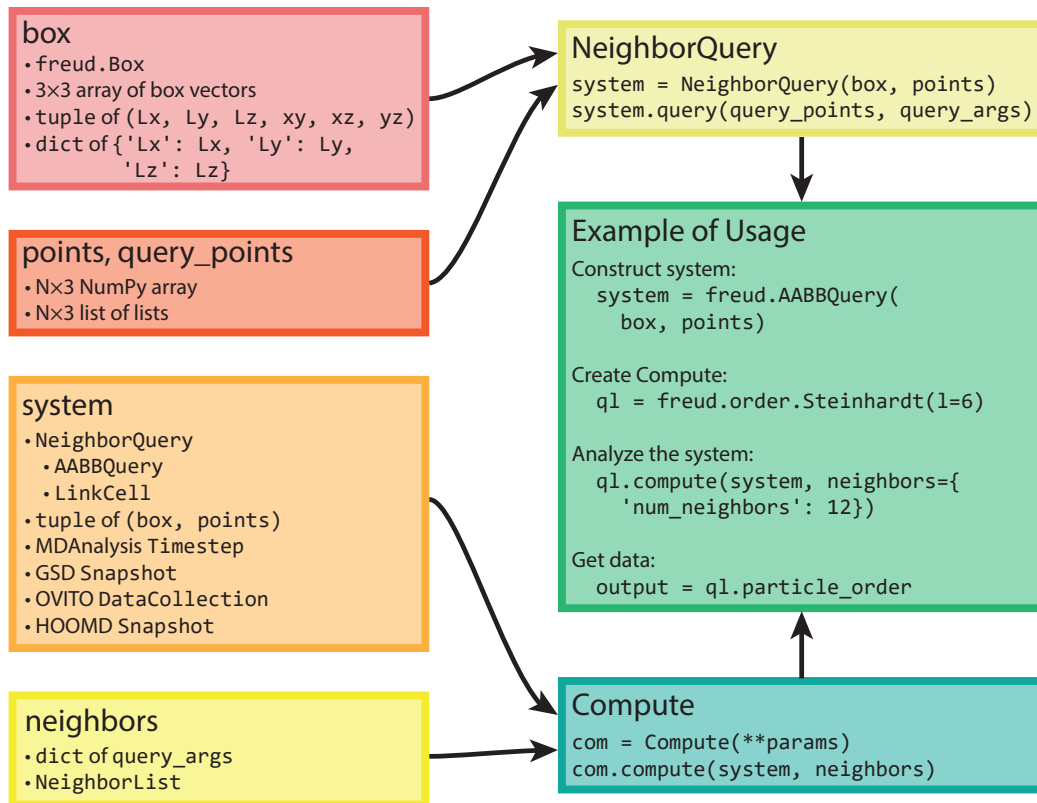 box
• freud.Box
• 3×3 array of box vectors
• tuple of (Lx, Ly, Lz, xy, xz, yz)
• dict of {'Lx': Lx, 'Ly': Ly,
'Lz': Lz}
points, query_points
• N×3 NumPy array
• N×3 list of lists
system
• NeighborQuery
• AABBQuery
• LinkCell
• tuple of (box, points)
• MDAnalysis Timestep
• GSD Snapshot
• OVITO DataCollection
• HOOMD Snapshot
neighbors
• dict of query_args
• NeighborList
NeighborQuery
system = NeighborQuery(box, points)
system.query(query_points, query_args)
Example of Usage
Construct system:
system = freud.AABBQuery(
box, points)
Create Compute:
ql = freud.order.Steinhardt(l=6)
Analyze the system:
ql.compute(system, neighbors={
'num_neighbors': 12})
Get data:
output = ql.particle_order
Compute
com = Compute(**params)
com.compute(system, neighbors)